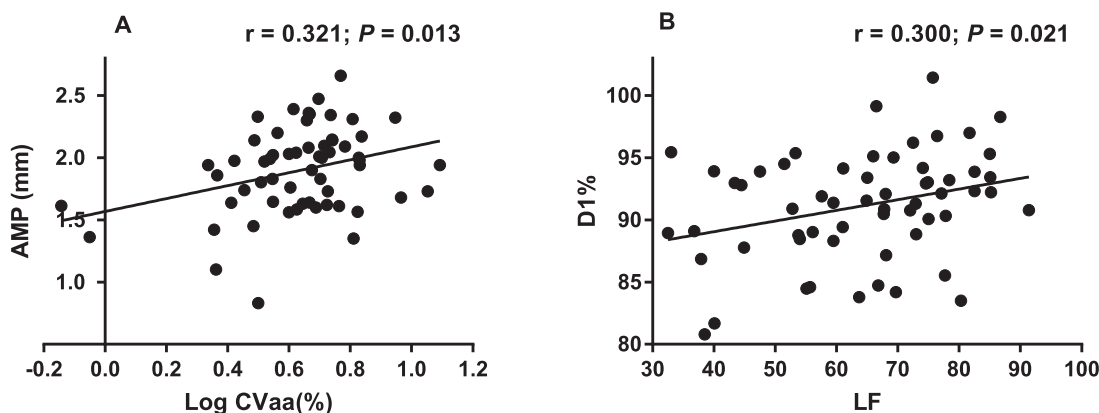 A
r = 0.321; P = 0.013
2.5
2.0
1.5
1.0
AMP (mm)
-0.2 0.0 0.2 0.4 0.6 0.8 1.0 1.2
Log CVaa(%)
B
r = 0.300; P = 0.021
100
95
90
85
80
D1%
30 40 50 60 70 80 90 100
LF